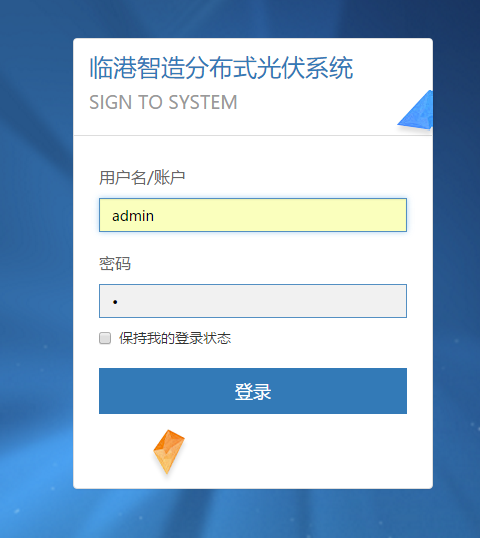 临港智造分布式光伏系统
SIGN TO SYSTEM
用户名/账户
admin
密码
•
保持我的登录状态
登录